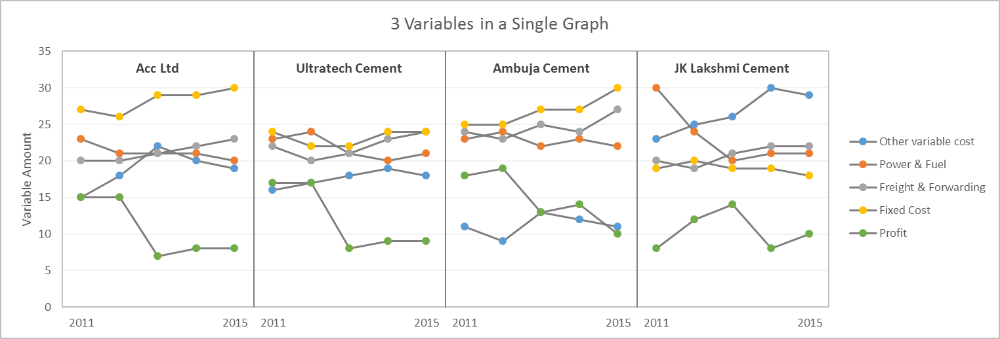 3 Variables in a Single Graph
35
30
25
20
15
10
5
0
Variable Amount
Acc Ltd
Ultratech Cement
Ambuja Cement
JK Lakshmi Cement
2011 2015 2011 2015 2011 2015 2011 2015
Other variable cost
Power & Fuel
Freight & Forwarding
Fixed Cost
Profit